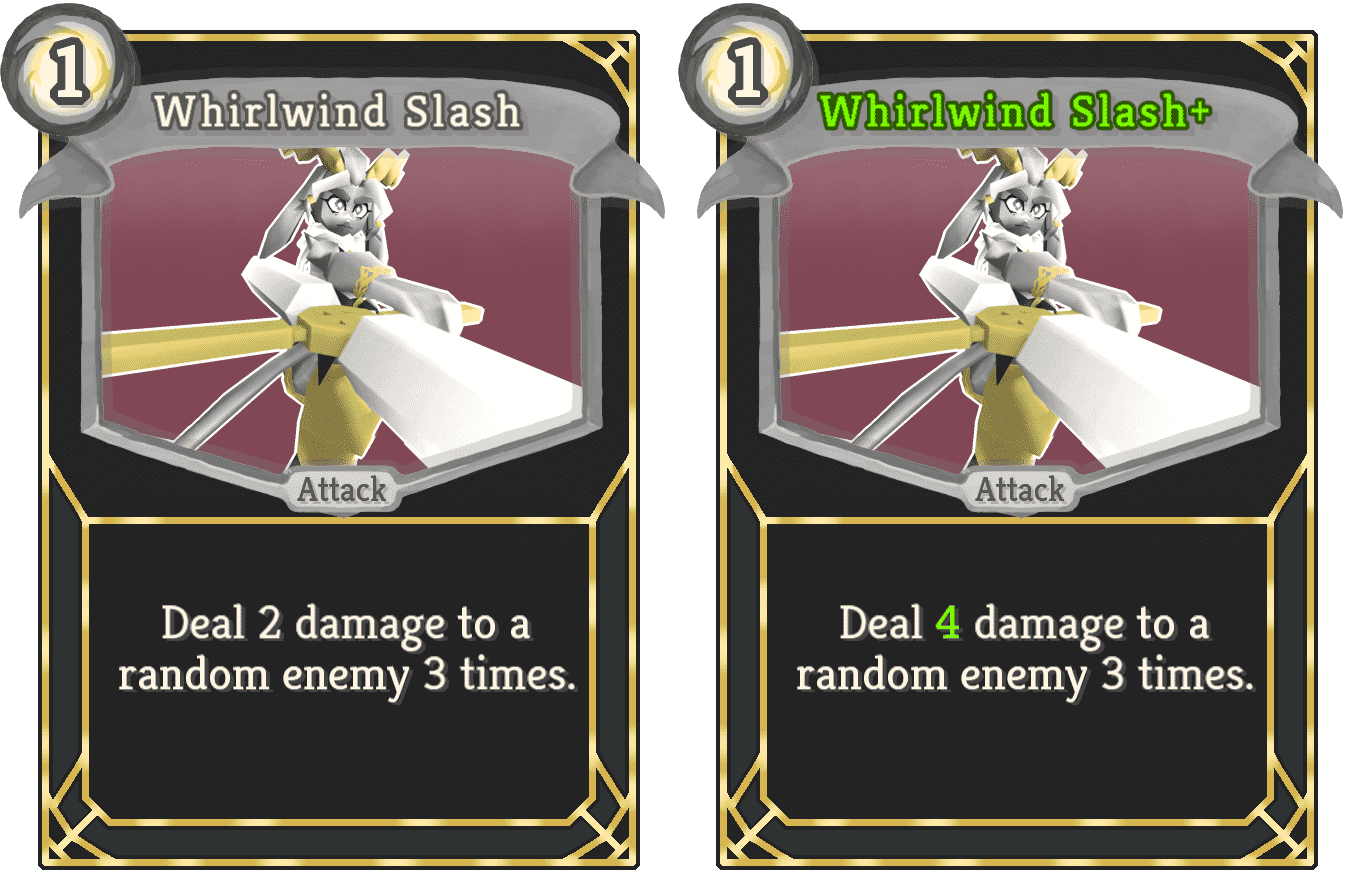 1
Whirlwind Slash
Attack
Deal 2 damage to a
random enemy 3 times.
1
Whirlwind Slash+
Attack
Deal 4 damage to a
random enemy 3 times.